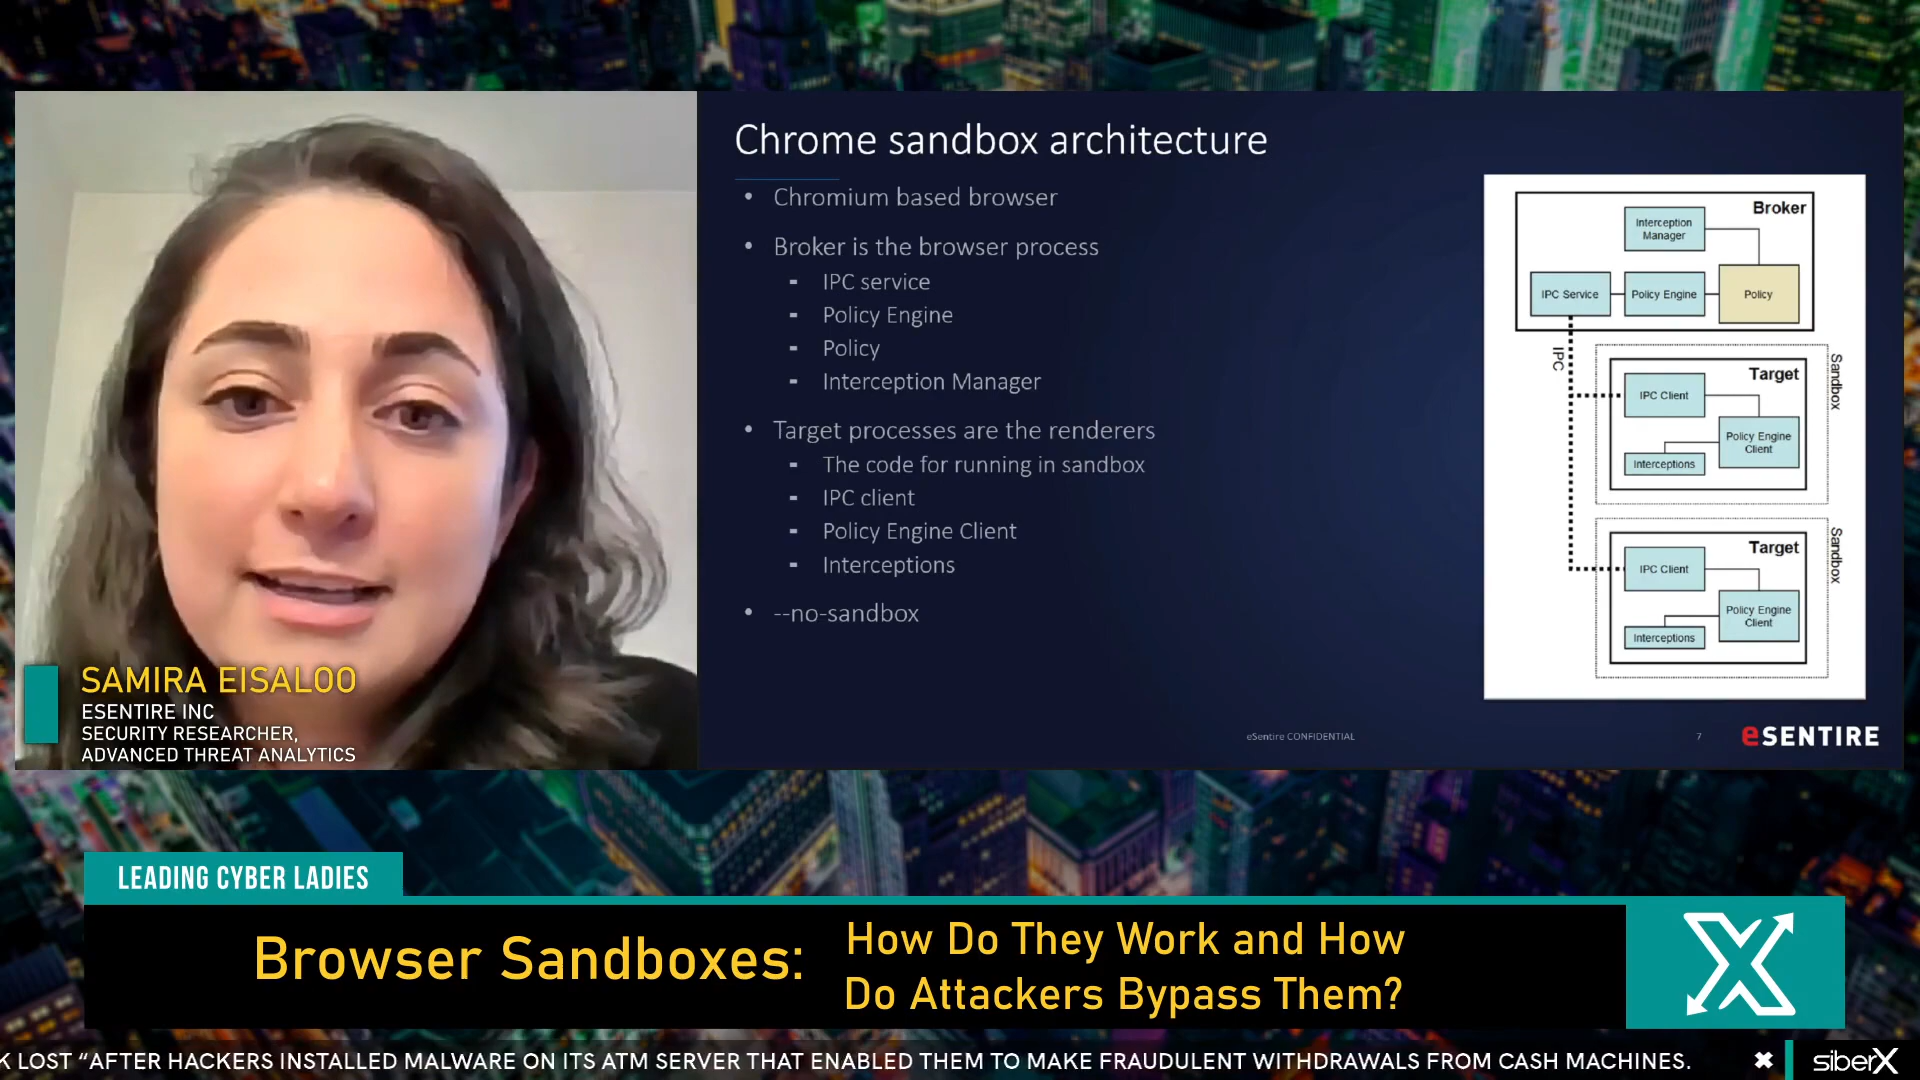 Chrome sandbox architecture
• Chromium based browser
• Broker is the browser process
- IPC service
- Policy Engine
- Policy
- Interception Manager
• Target processes are the renderers
- The code for running in sandbox
- IPC client
- Policy Engine Client
- Interceptions
• --no-sandbox
Broker
Interception
Manager
IPC Service
Policy Engine
Policy
IPC
Sandbox
Target
IPC Client
Policy Engine
Client
Interceptions
Sandbox
Target
IPC Client
Policy Engine
Client
Interceptions
eSentire CONFIDENTIAL
7
eSENTIRE
SAMIRA EISALOO
ESENTIRE INC
SECURITY RESEARCHER,
ADVANCED THREAT ANALYTICS
LEADING CYBER LADIES
Browser Sandboxes:
How Do They Work and How
Do Attackers Bypass Them?
X
K LOST “AFTER HACKERS INSTALLED MALWARE ON ITS ATM SERVER THAT ENABLED THEM TO MAKE FRAUDULENT WITHDRAWALS FROM CASH MACHINES.
siberX